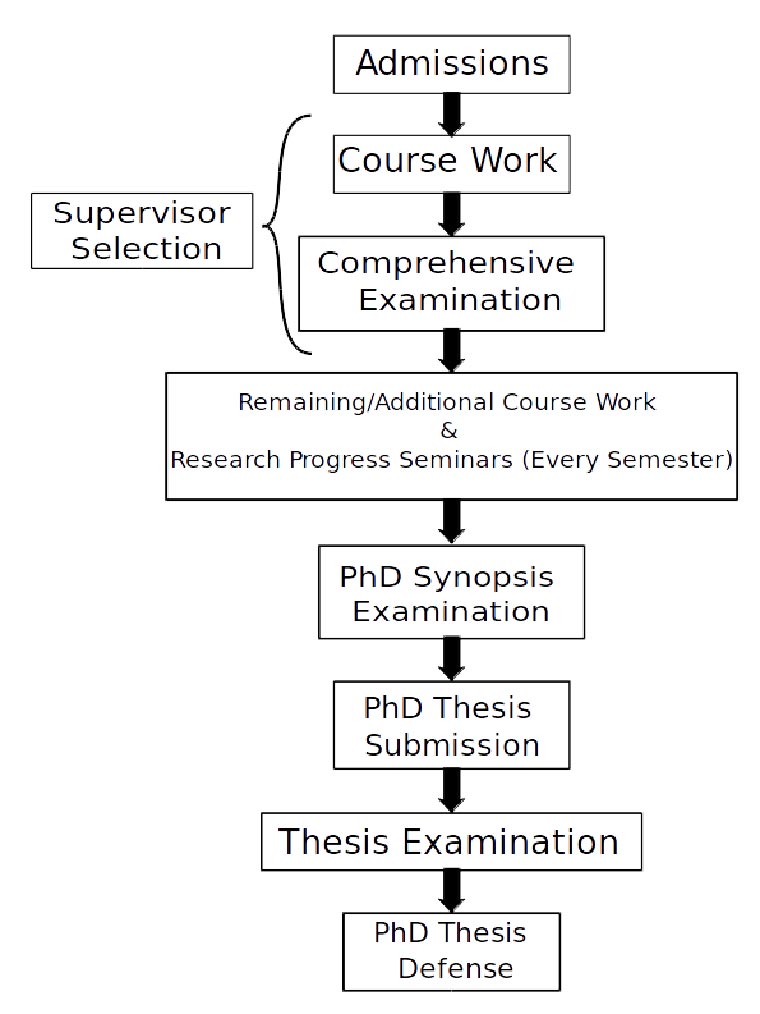 Admissions
Course Work
Supervisor
Selection
Comprehensive
Examination
Remaining/Additional Course Work
&
Research Progress Seminars (Every Semester)
PhD Synopsis
Examination
PhD Thesis
Submission
Thesis Examination
PhD Thesis
Defense